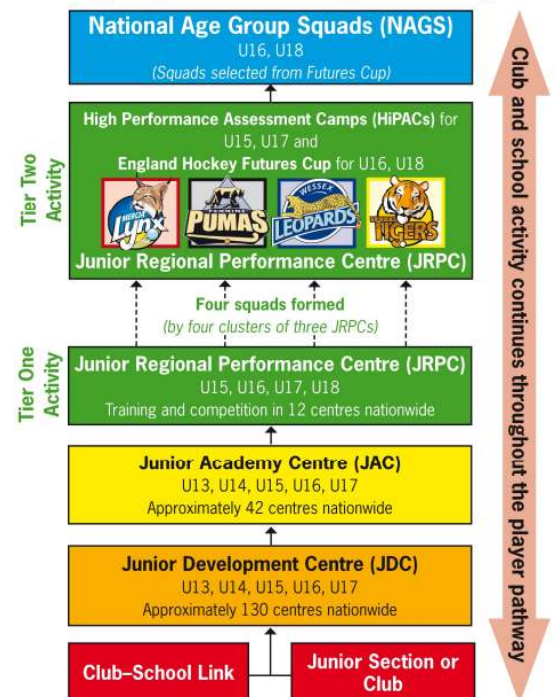 National Age Group Squads (NAGS)
U16, U18
(Squads selected from Futures Cup)
High Performance Assessment Camps (HiPACs) for
U15, U17 and
England Hockey Futures Cup for U16, U18
MERCIA
Lynx
PENNINE
PUMAS
WESSEX
LEOPARDS
TIGERS
Junior Regional Performance Centre (JRPC)
Tier Two
Activity
Four squads formed
(by four clusters of three JRPCs)
Junior Regional Performance Centre (JRPC)
U15, U16, U17, U18
Training and competition in 12 centres nationwide
Tier One
Activity
Junior Academy Centre (JAC)
U13, U14, U15, U16, U17
Approximately 42 centres nationwide
Junior Development Centre (JDC)
U13, U14, U15, U16, U17
Approximately 130 centres nationwide
Club–School Link
Junior Section or
Club
Club and school activity continues throughout the player pathway